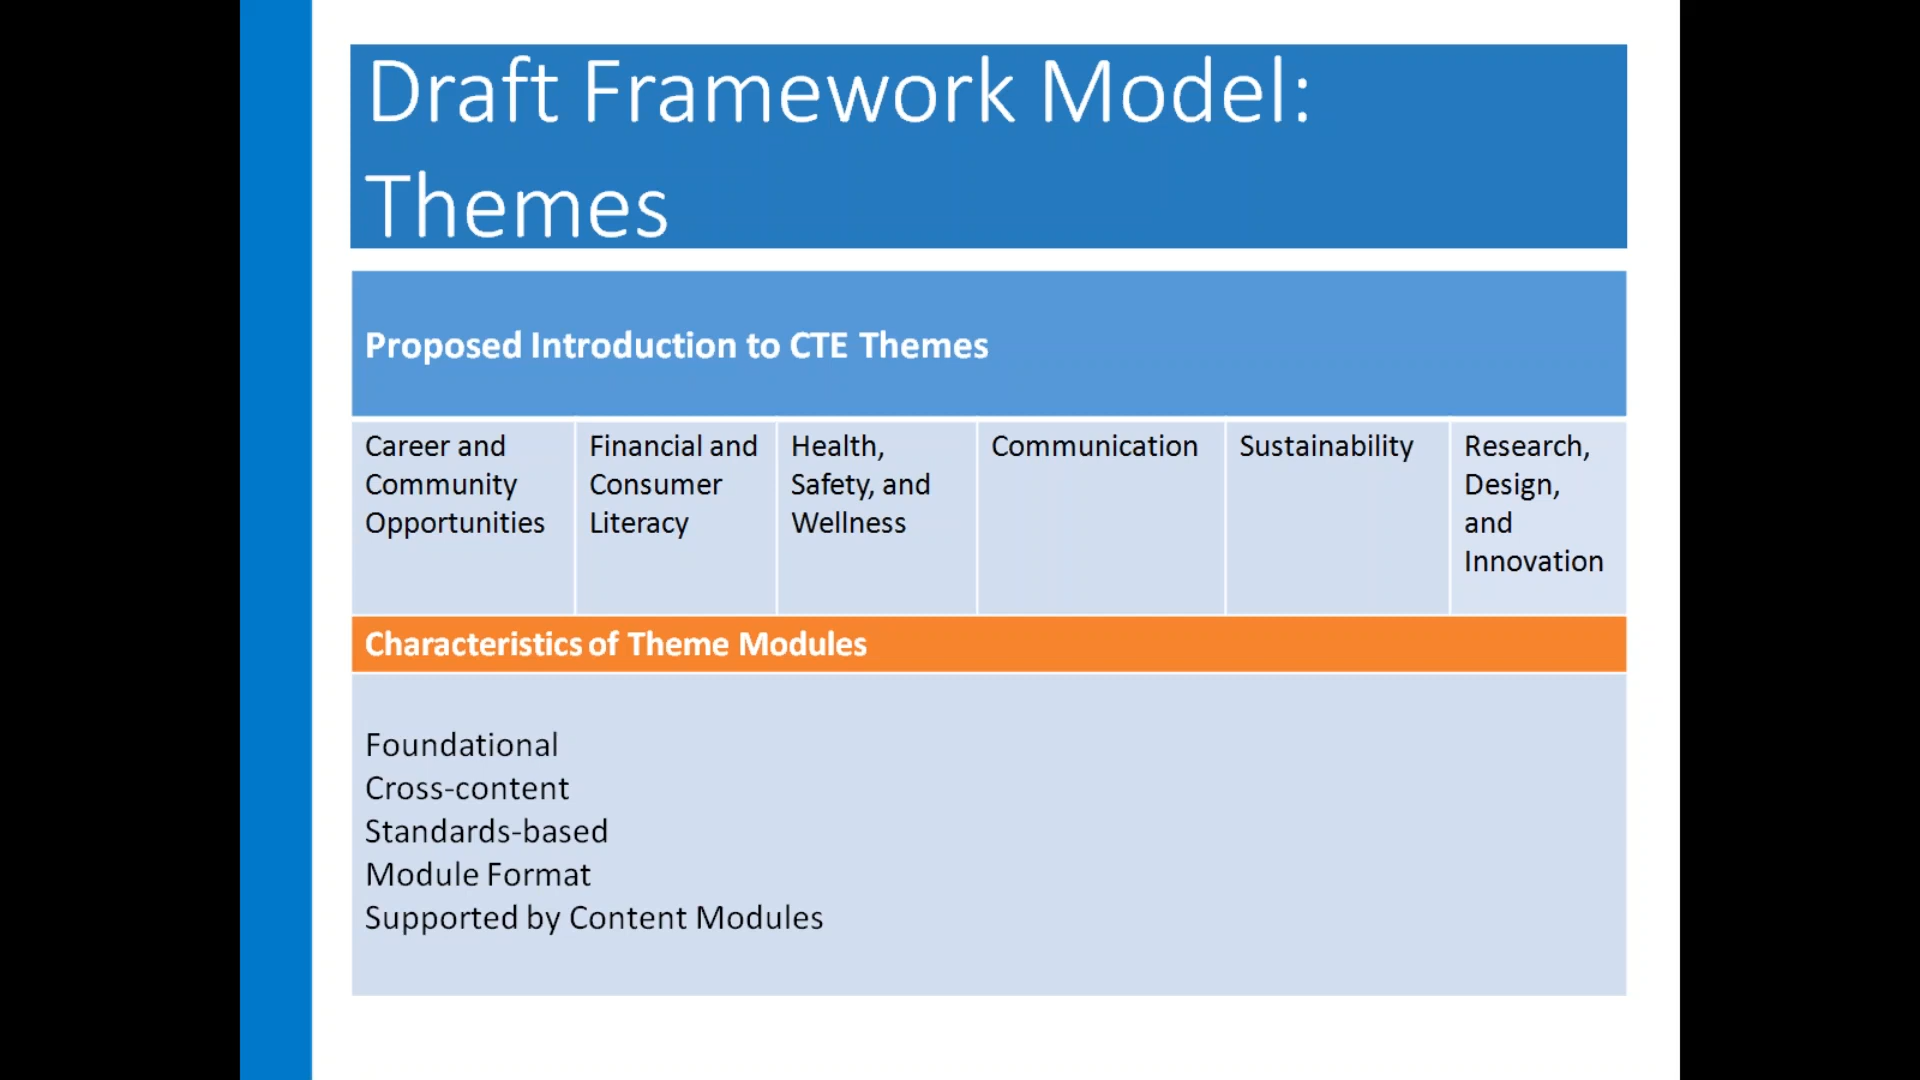 Draft Framework Model:
Themes
Proposed Introduction to CTE Themes
Career and
Community
Opportunities
Financial and
Consumer
Literacy
Health,
Safety, and
Wellness
Communication
Sustainability
Research,
Design,
and
Innovation
Characteristics of Theme Modules
Foundational
Cross-content
Standards-based
Module Format
Supported by Content Modules